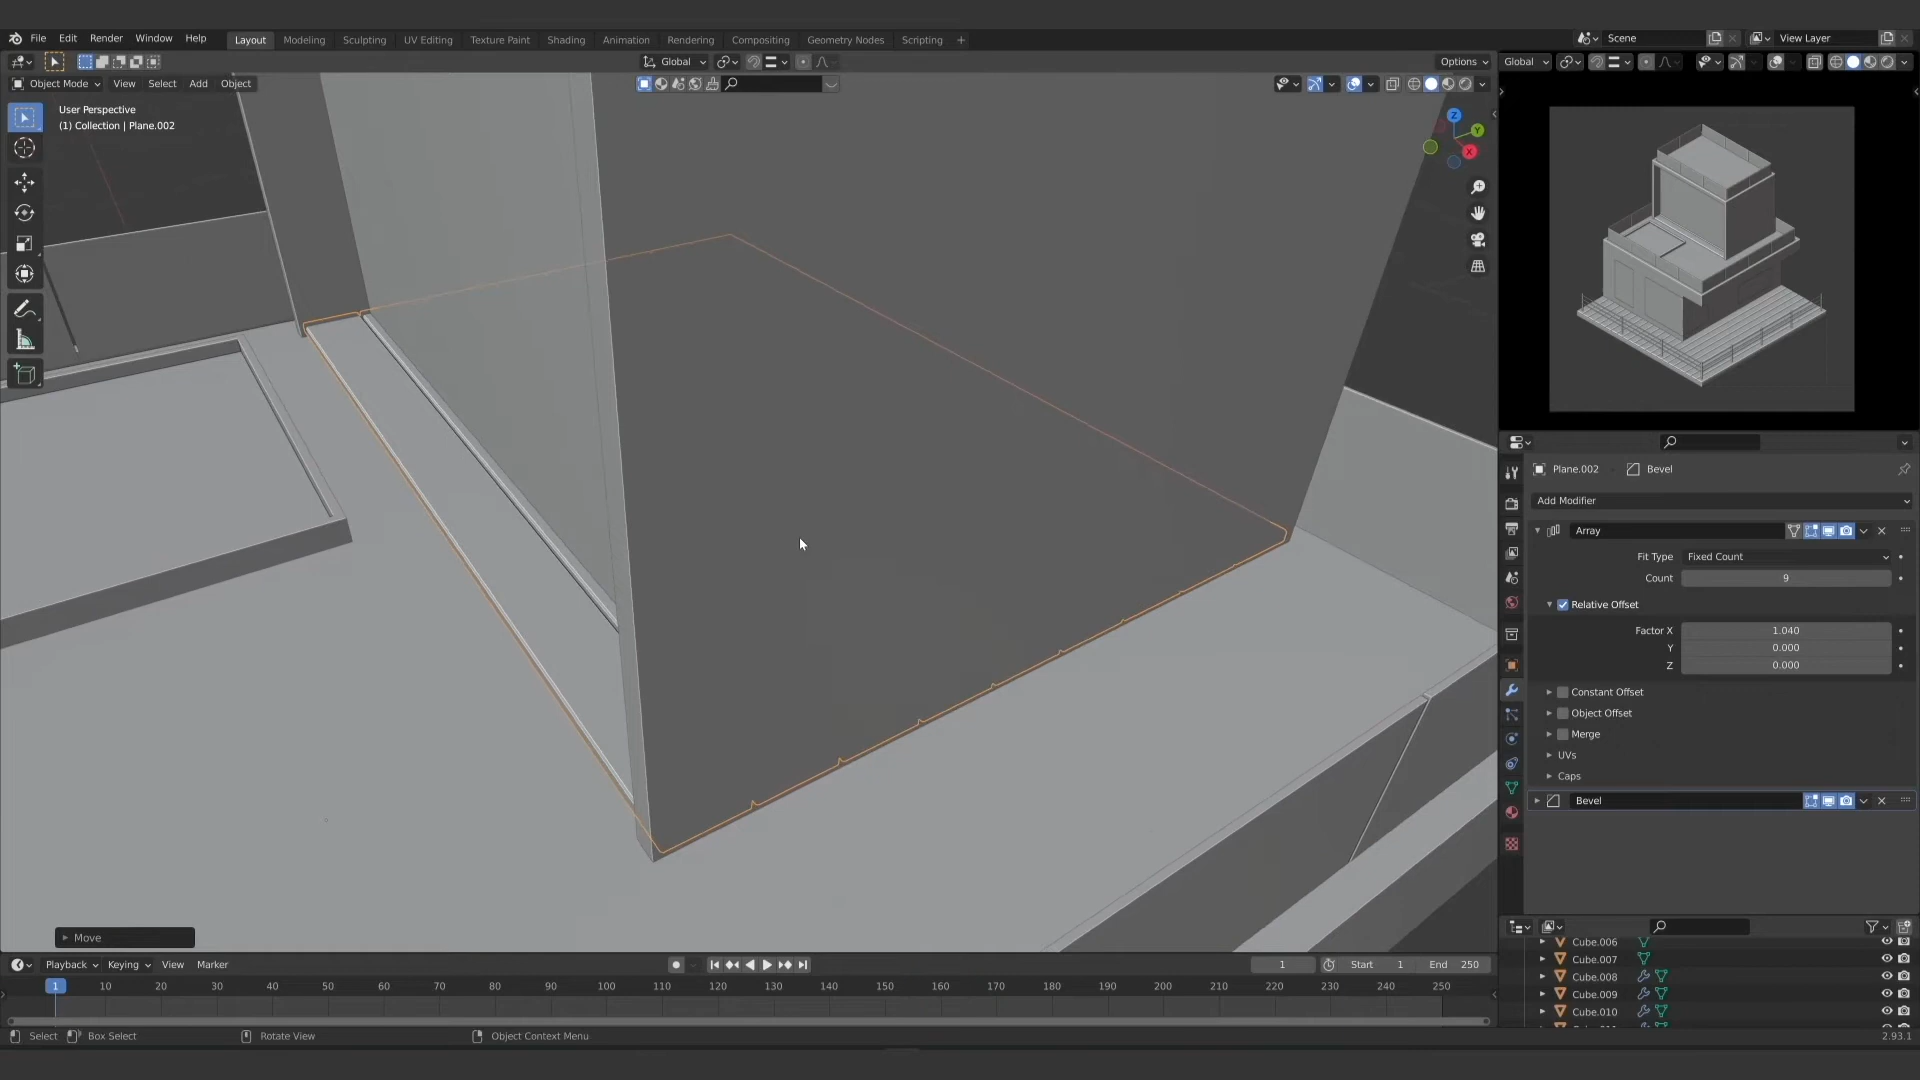 File Edit Render Window Help Layout Modeling Sculpting UV Editing Texture Paint Shading Animation Rendering Compositing Geometry Nodes Scripting + Scene View Layer
Global Options Global
Object Mode View Select Add Object
User Perspective
(1) Collection | Plane.002
Z
Y
X
Plane.002 Bevel
Add Modifier
Array
Fit Type Fixed Count
Count 9
Relative Offset
Factor X 1.040
Y 0.000
Z 0.000
Constant Offset
Object Offset
Merge
UVs
Caps
Bevel
Move
Cube.006
Cube.007
Cube.008
Cube.009
Cube.010
Playback Keying View Marker 1 Start 1 End 250
1 10 20 30 40 50 60 70 80 90 100 110 120 130 140 150 160 170 180 190 200 210 220 230 240 250
Select Box Select Rotate View Object Context Menu 2.93.1